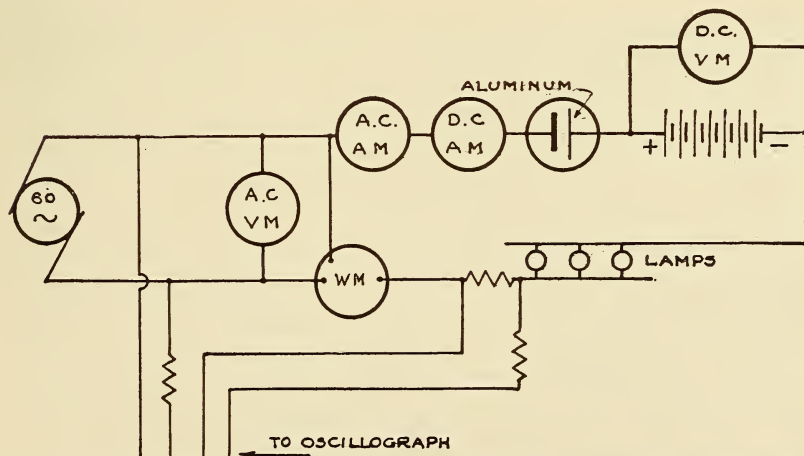 D.C.
VM
ALUMINUM
A.C.
AM
D.C
AM
+
-
60
~
A.C
VM
WM
LAMPS
TO OSCILLOGRAPH